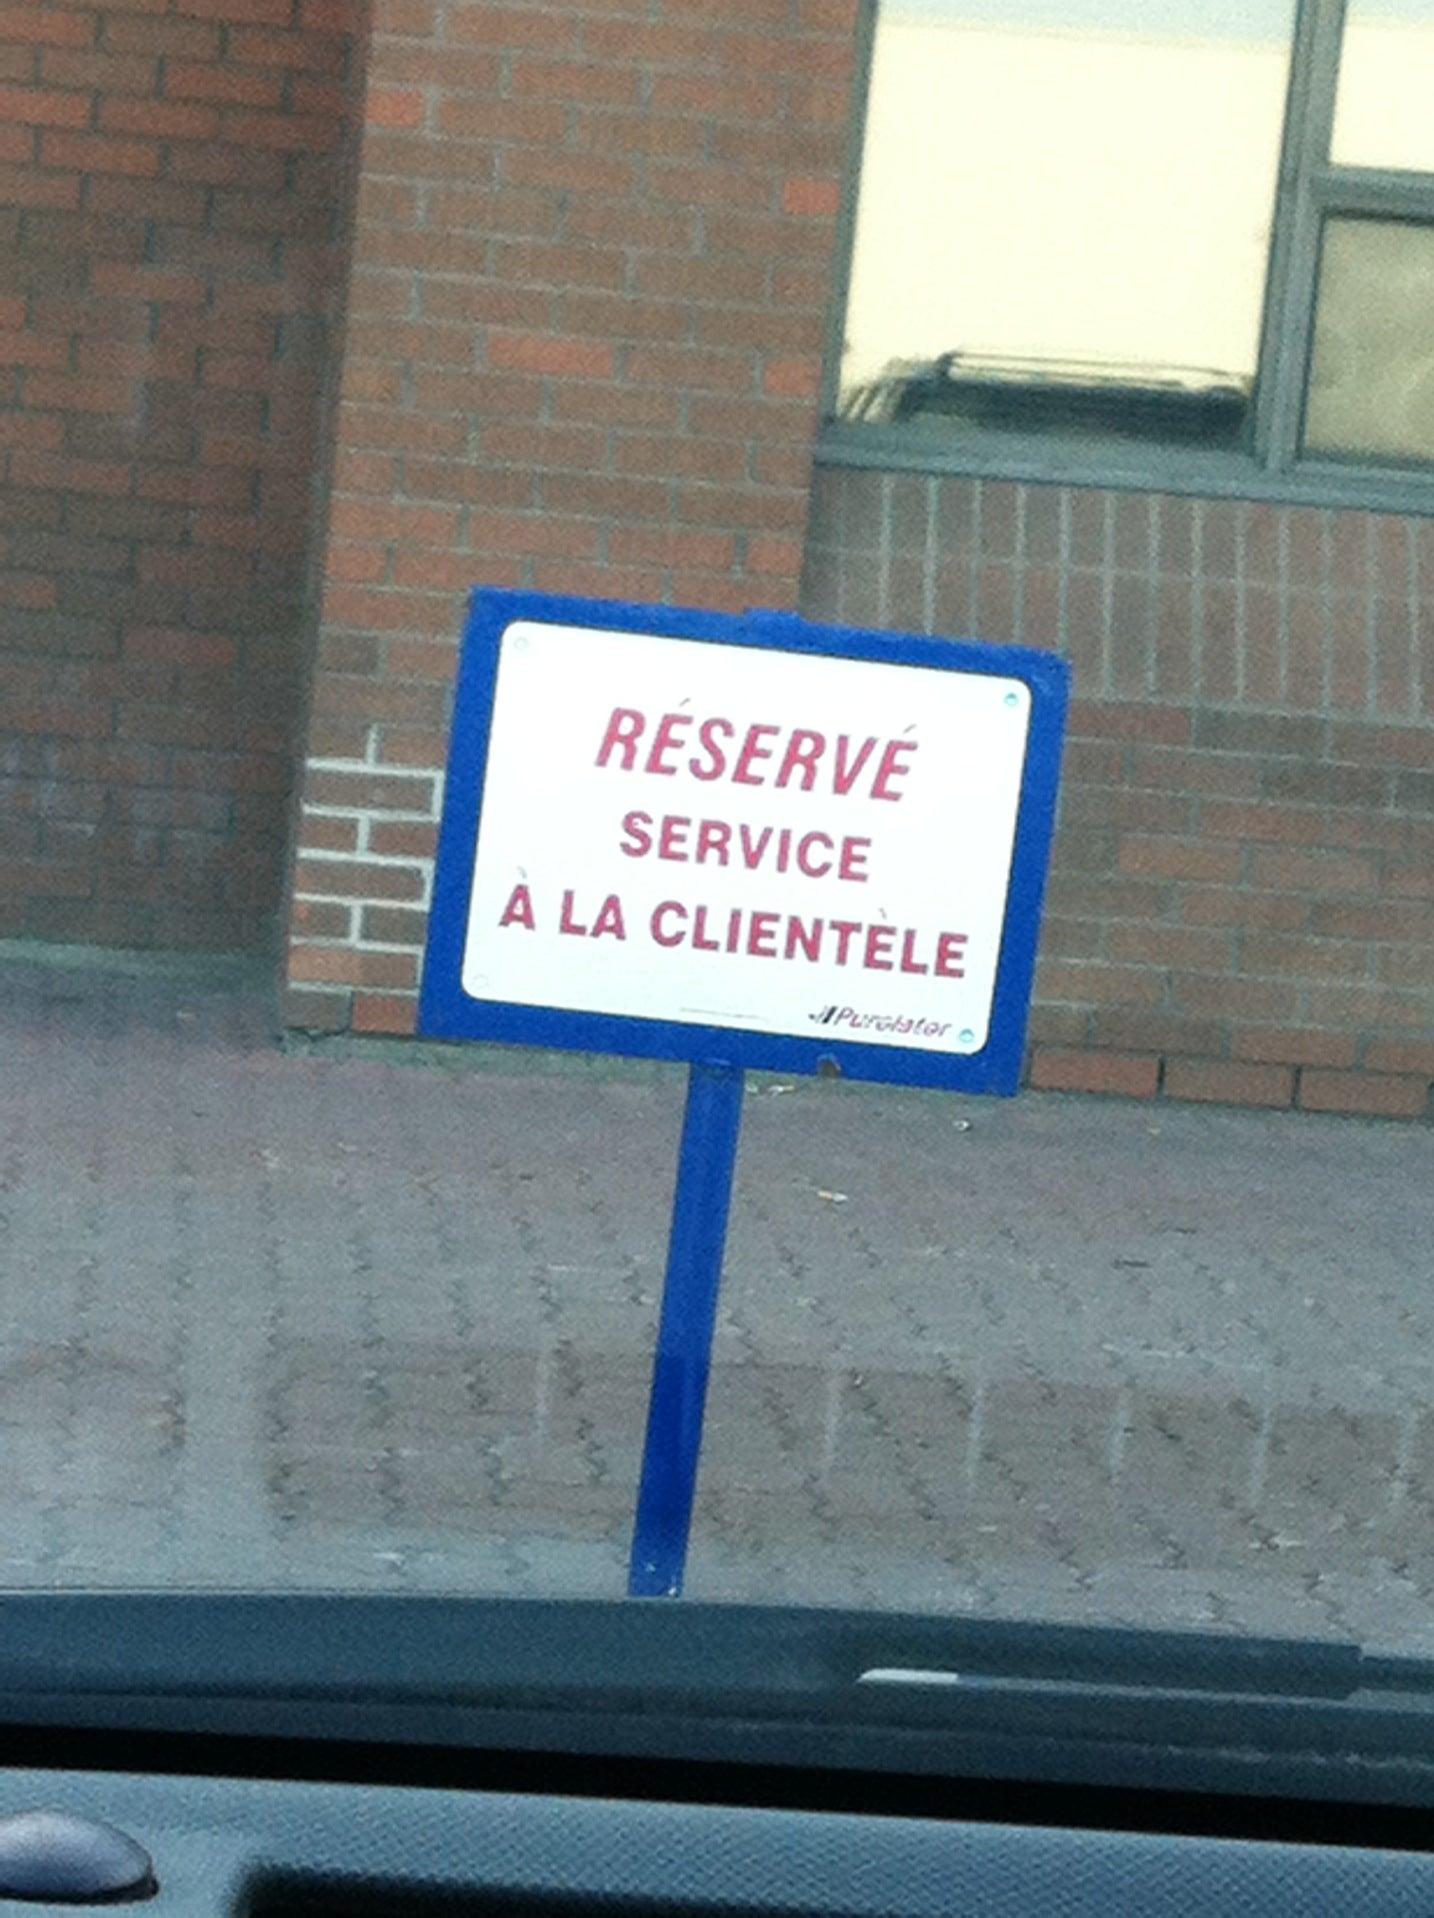 RÉSERVÉ
SERVICE
À LA CLIENTÈLE
Purolator